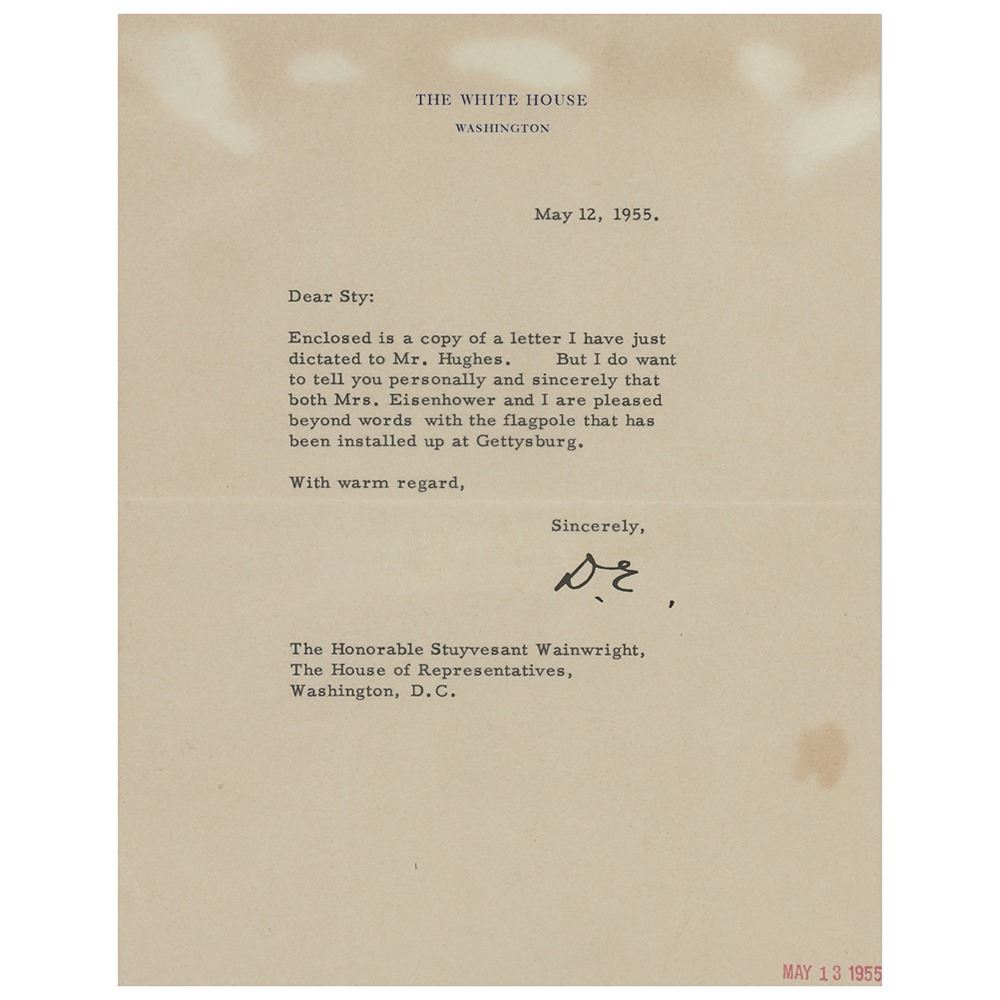 THE WHITE HOUSE
WASHINGTON
May 12, 1955.
Dear Sty:
Enclosed is a copy of a letter I have just
dictated to Mr. Hughes. But I do want
to tell you personally and sincerely that
both Mrs. Eisenhower and I are pleased
beyond words with the flagpole that has
been installed up at Gettysburg.
With warm regard,
Sincerely,
D.E.
The Honorable Stuyvesant Wainwright,
The House of Representatives,
Washington, D.C.
MAY 13 1955